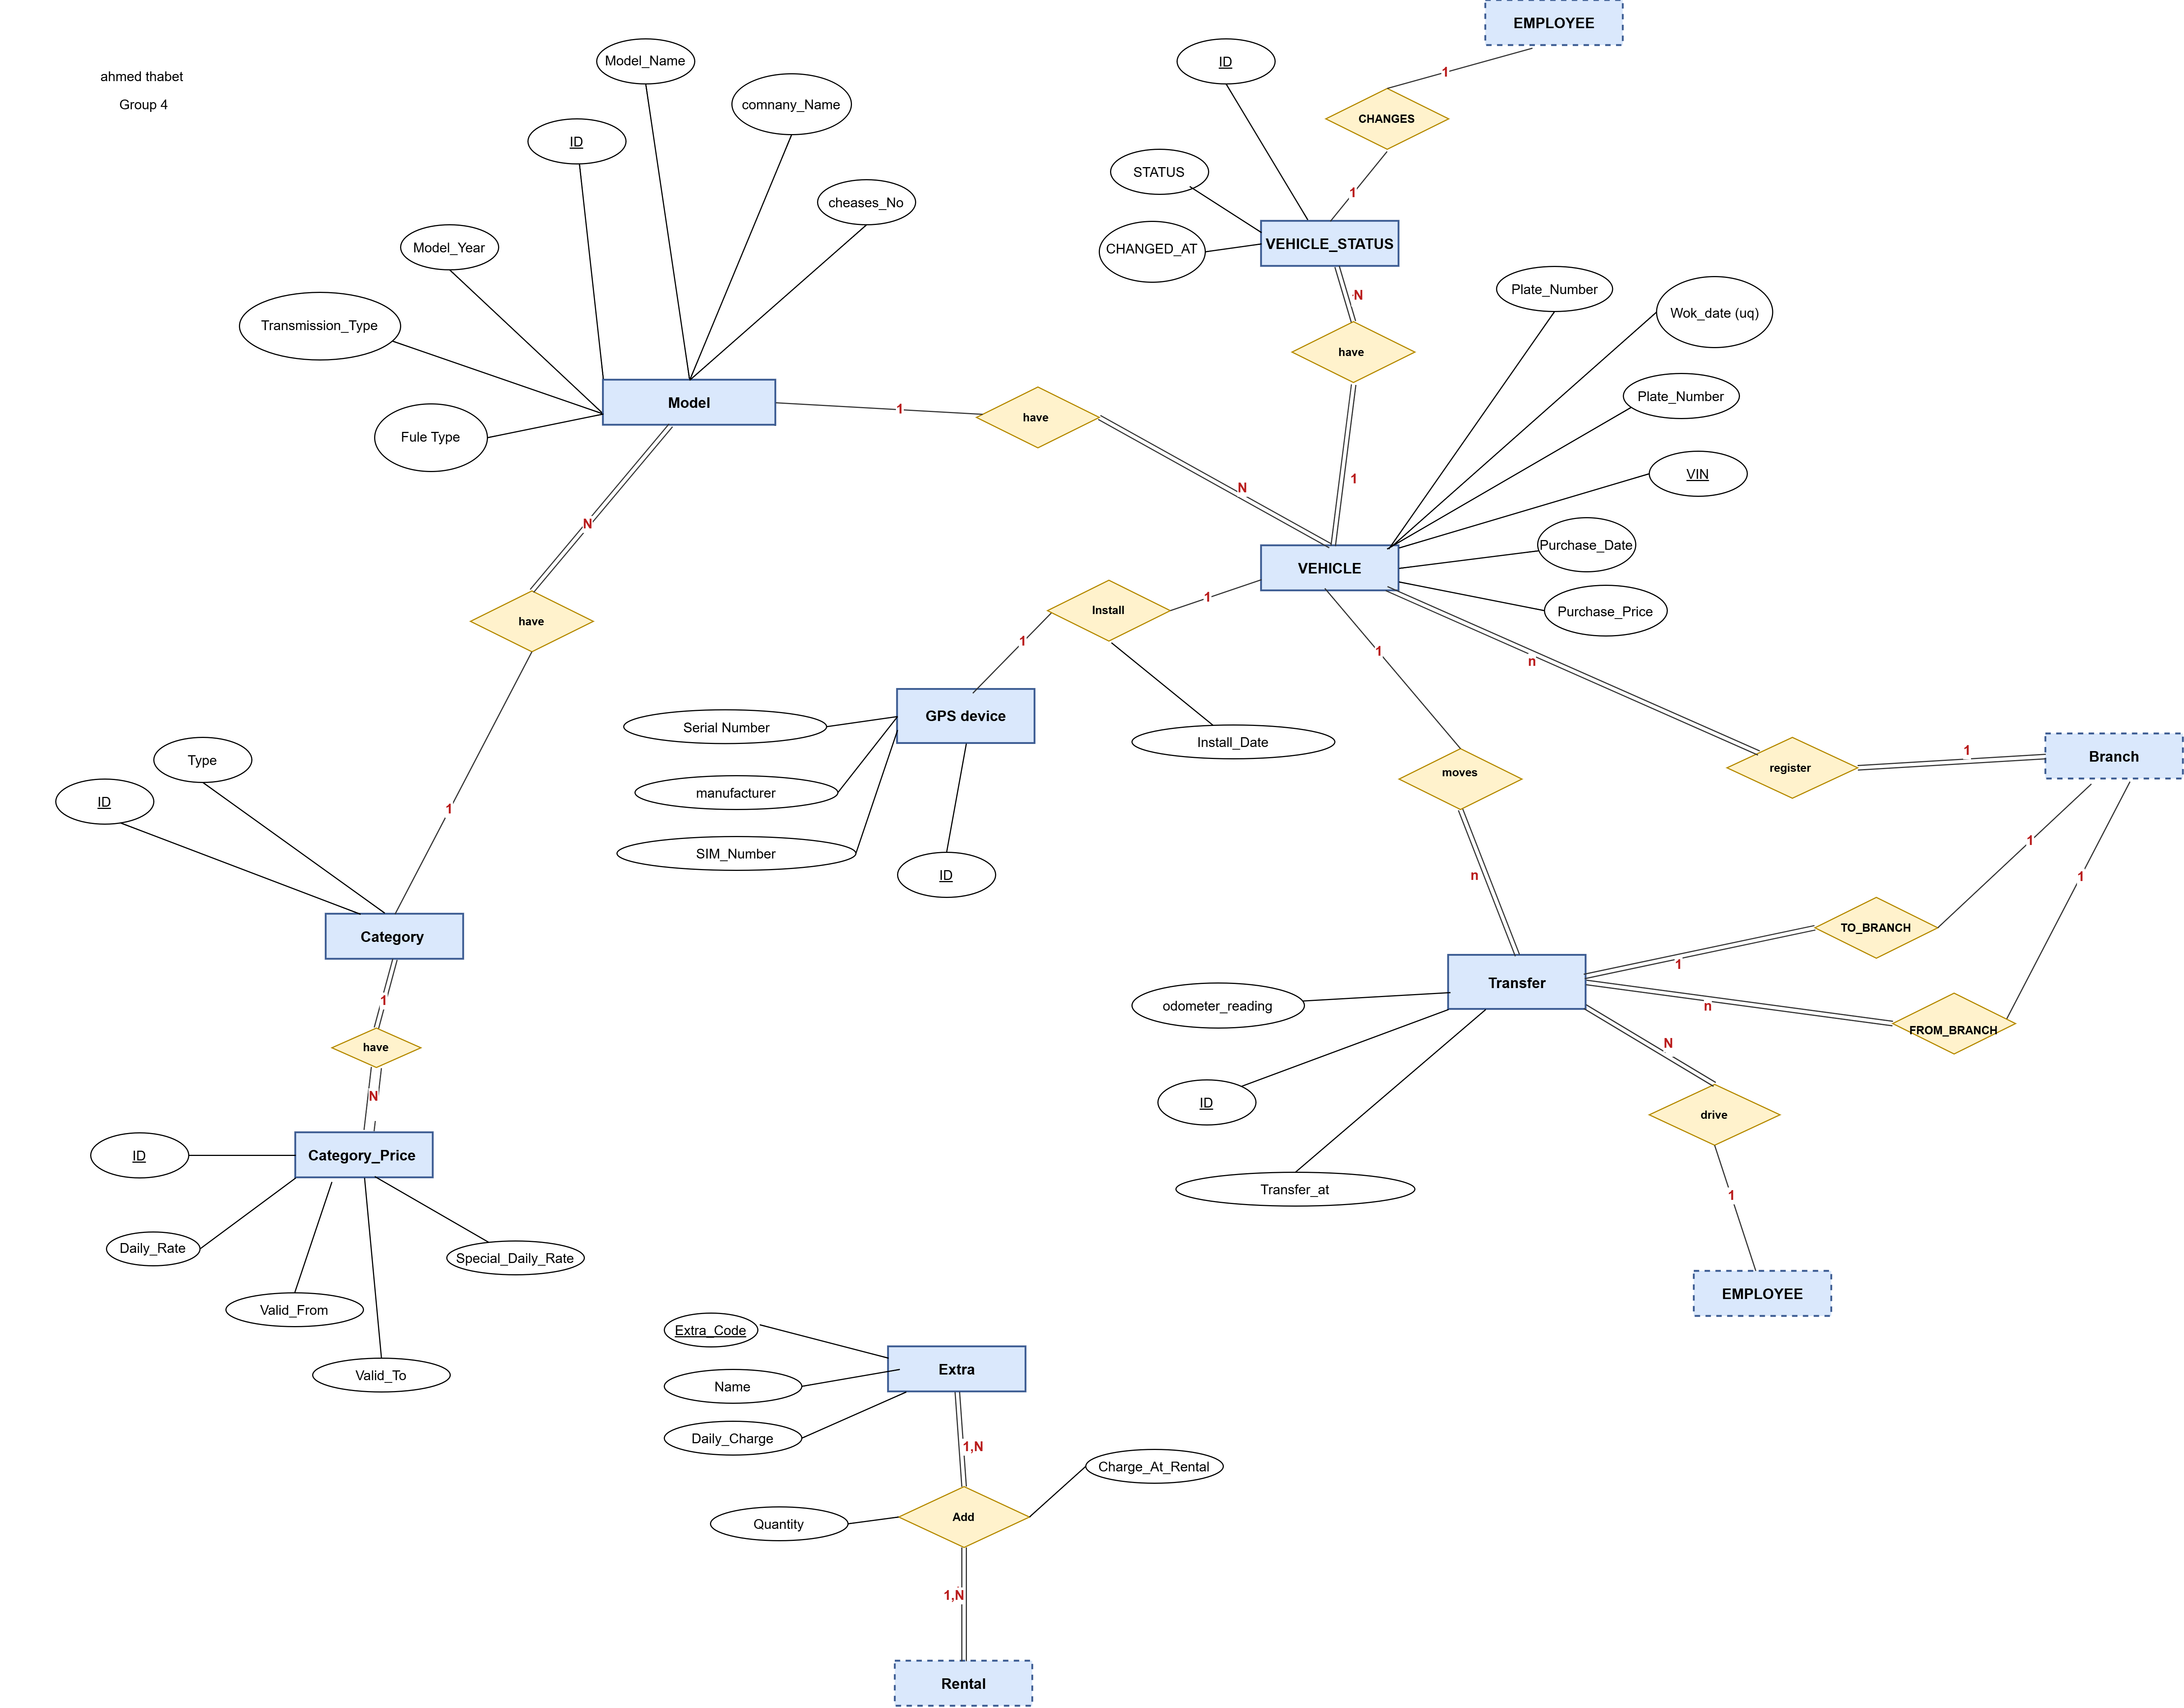 EMPLOYEE
1
CHANGES
1
ID
STATUS
CHANGED_AT
VEHICLE_STATUS
N
have
1
ahmed thabet
Group 4
Model_Name
comnany_Name
ID
cheases_No
Model_Year
Transmission_Type
Fule Type
Model
1
have
N
Plate_Number
Wok_date (uq)
Plate_Number
VIN
Purchase_Date
Purchase_Price
VEHICLE
N
have
1
1
Install
1
Install_Date
GPS device
Serial Number
manufacturer
SIM_Number
ID
1
moves
n
n
register
1
Branch
1
TO_BRANCH
1
1
FROM_BRANCH
n
Transfer
odometer_reading
ID
Transfer_at
N
drive
1
EMPLOYEE
Type
ID
Category
1
have
N
Category_Price
ID
Daily_Rate
Valid_From
Valid_To
Special_Daily_Rate
Extra_Code
Name
Daily_Charge
Extra
1,N
Charge_At_Rental
Quantity
Add
1,N
Rental